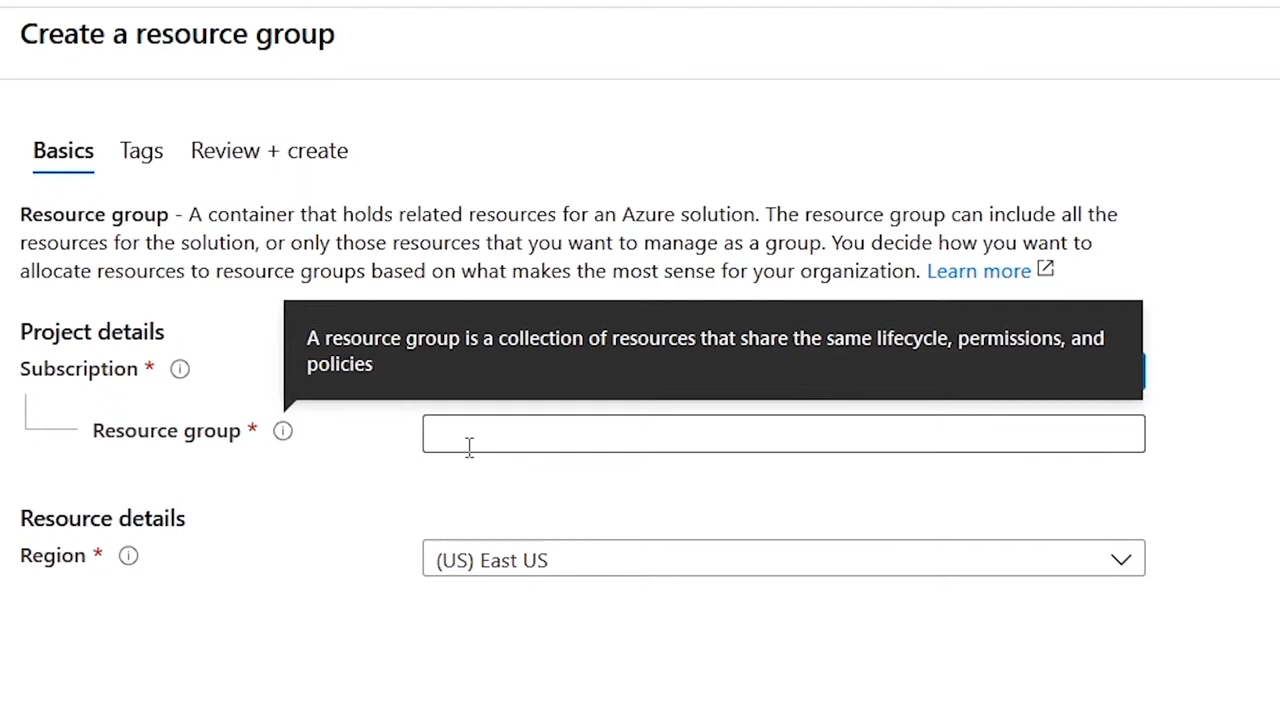 Create a resource group
Basics Tags Review + create
Resource group - A container that holds related resources for an Azure solution. The resource group can include all the
resources for the solution, or only those resources that you want to manage as a group. You decide how you want to
allocate resources to resource groups based on what makes the most sense for your organization. Learn more
Project details
A resource group is a collection of resources that share the same lifecycle, permissions, and
policies
Subscription *
Resource group *
Resource details
Region *
(US) East US